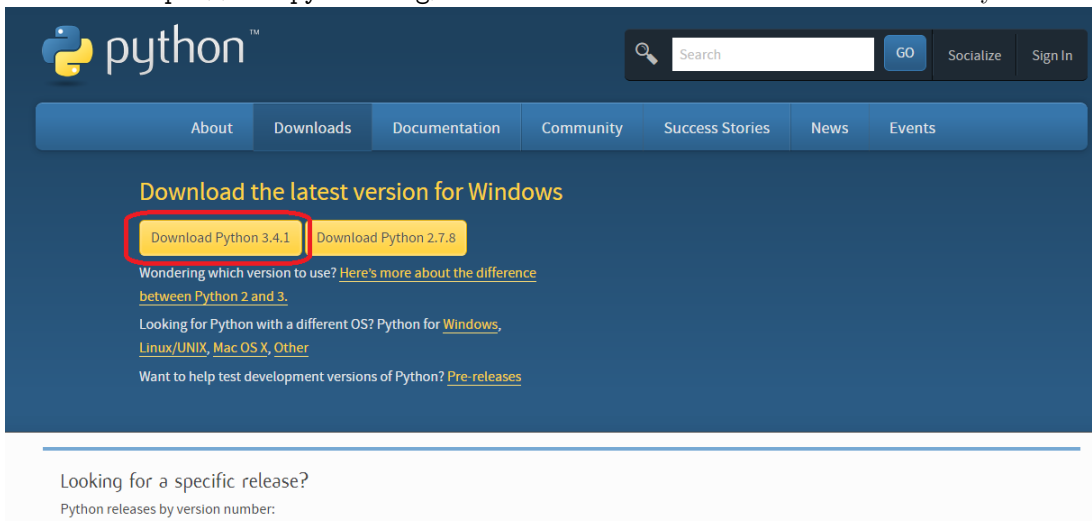 python™
Search
GO
Socialize
Sign In
About
Downloads
Documentation
Community
Success Stories
News
Events
Download the latest version for Windows
Download Python 3.4.1
Download Python 2.7.8
Wondering which version to use? Here's more about the difference
between Python 2 and 3.
Looking for Python with a different OS? Python for Windows,
Linux/UNIX, Mac OS X, Other
Want to help test development versions of Python? Pre-releases
Looking for a specific release?
Python releases by version number: